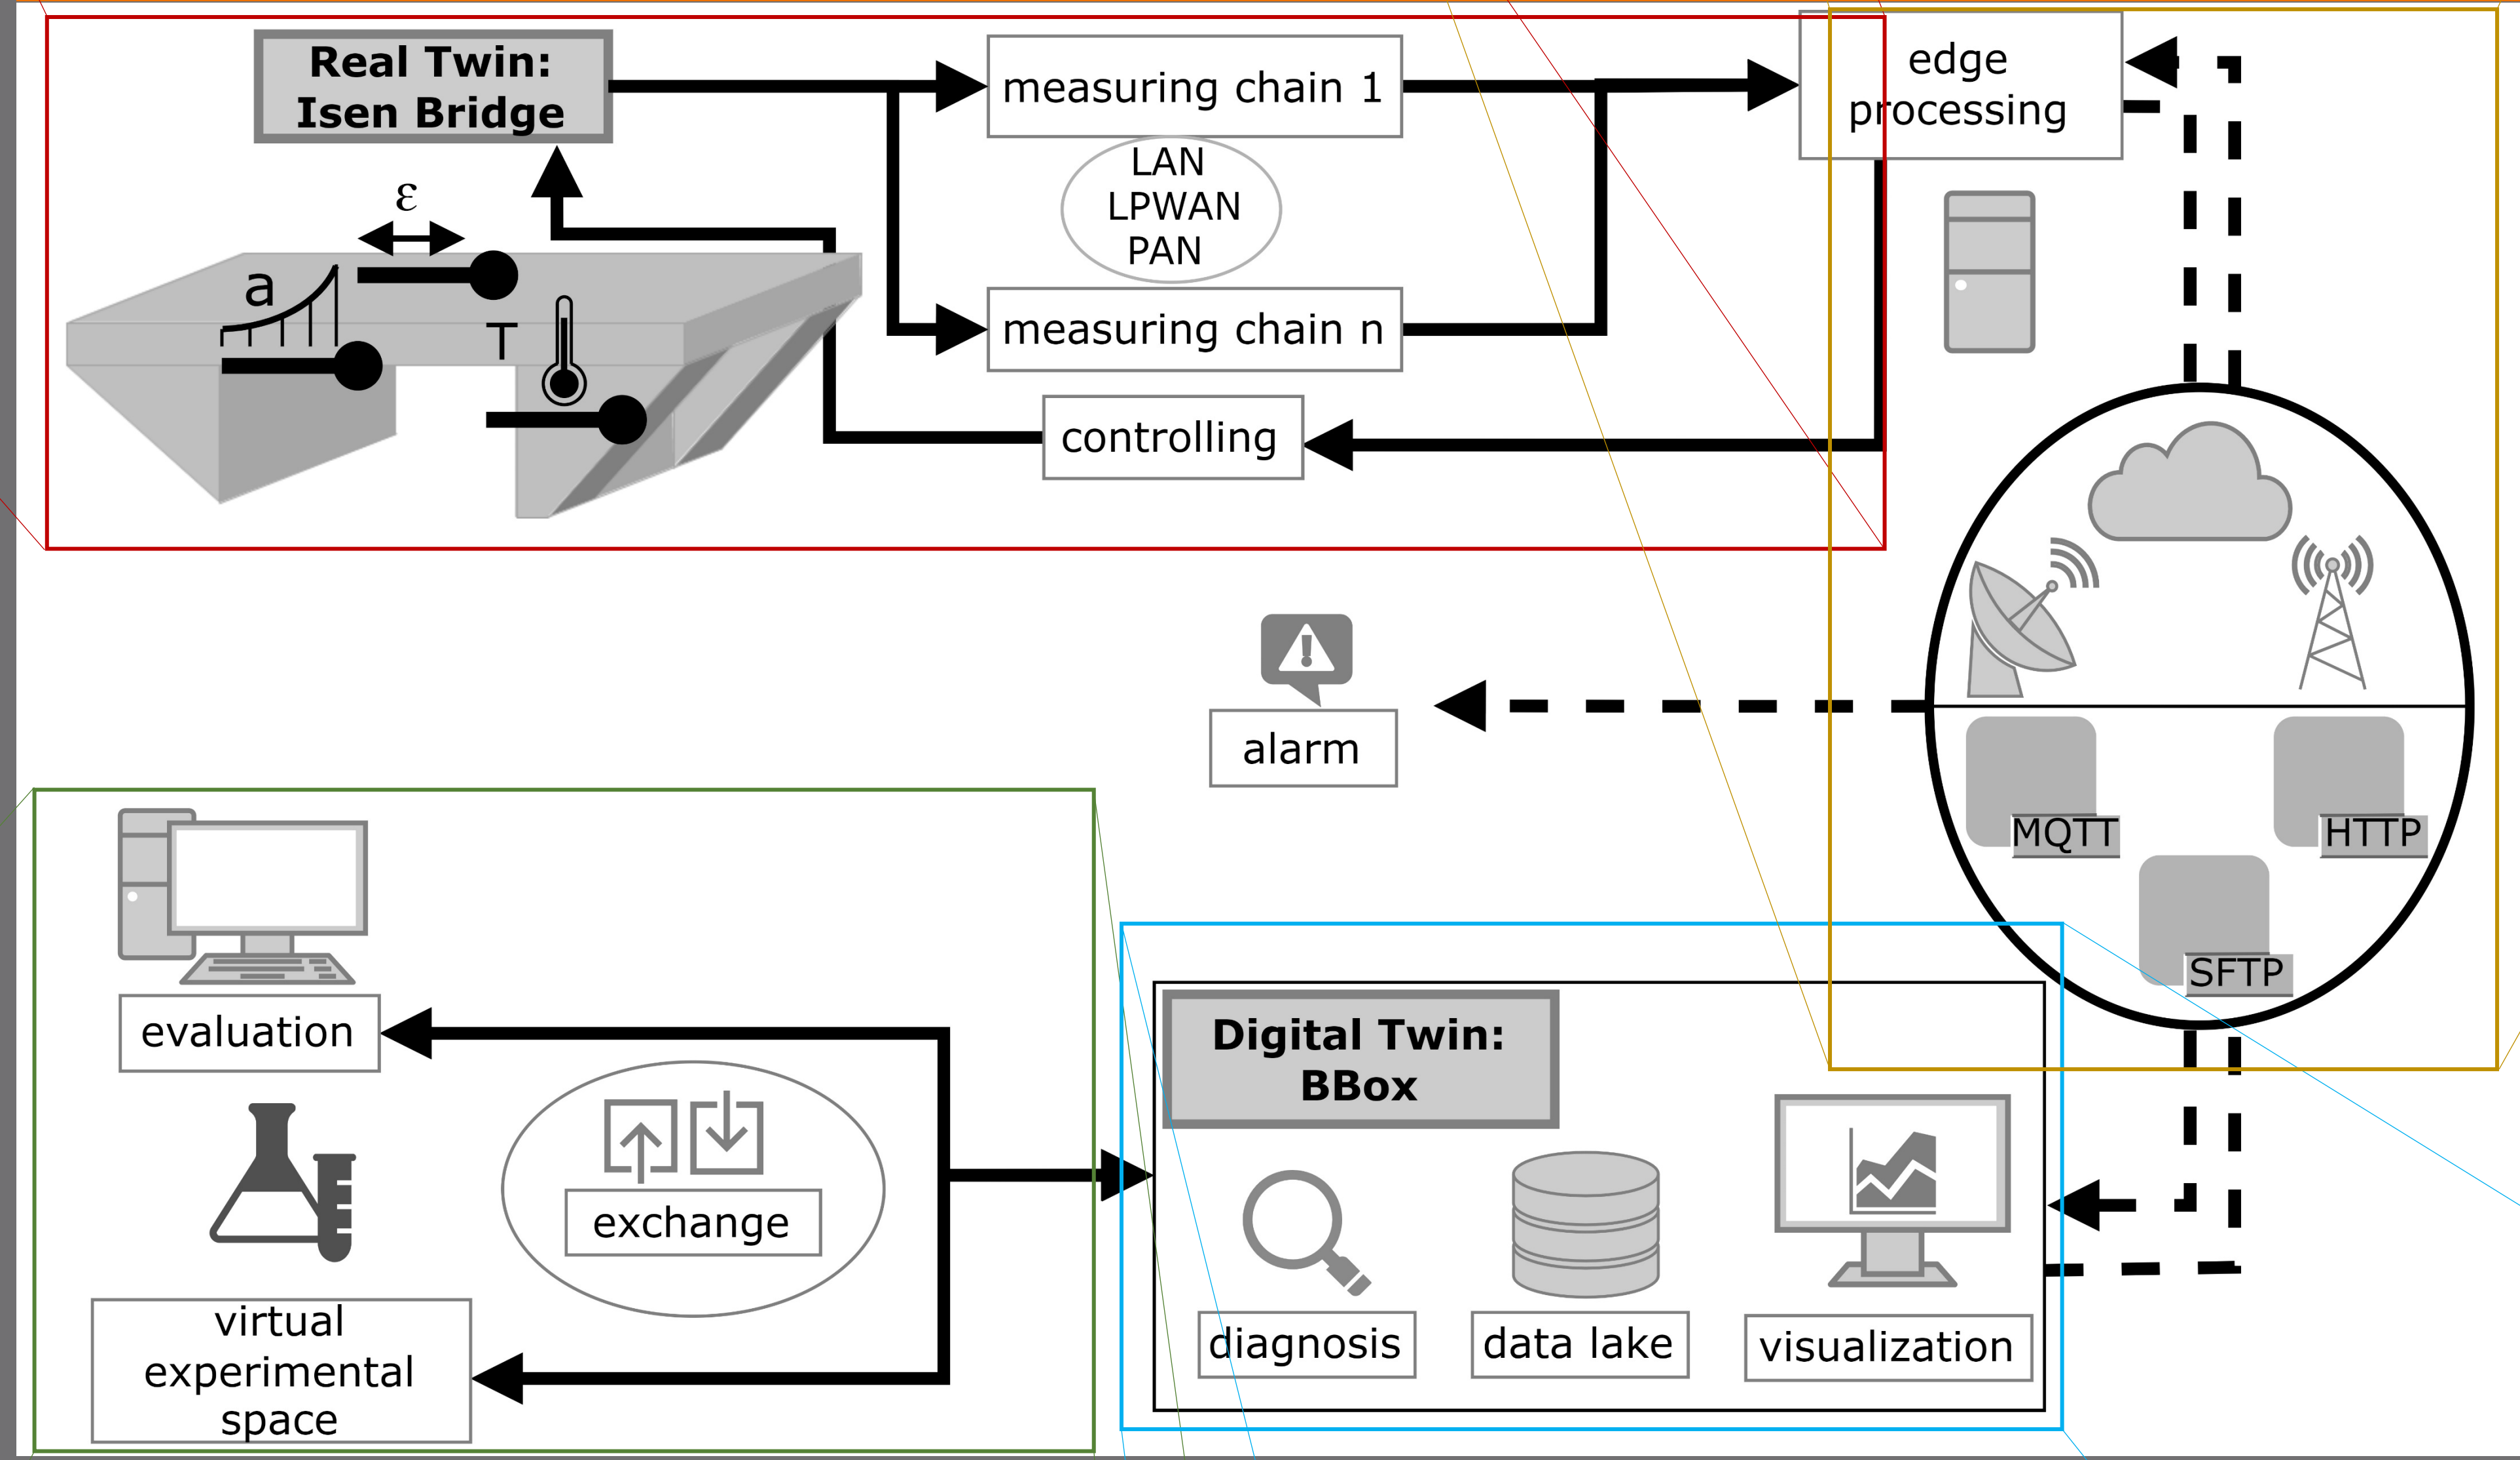 Real Twin:
Isen Bridge
measuring chain 1
edge
processing
LAN
LPWAN
PAN
ε
a
T
measuring chain n
controlling
alarm
MQTT
HTTP
SFTP
evaluation
exchange
virtual
experimental
space
Digital Twin:
BBox
diagnosis
data lake
visualization